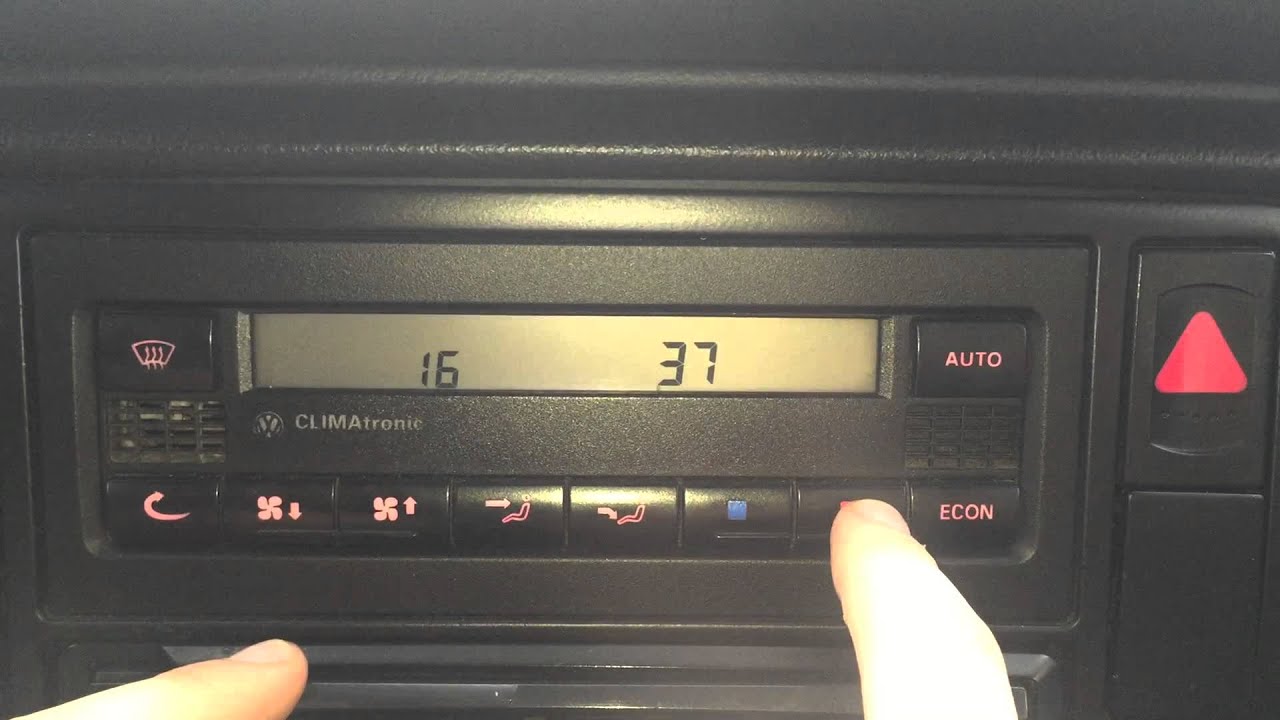 16 37
AUTO
CLIMAtronic
ECON